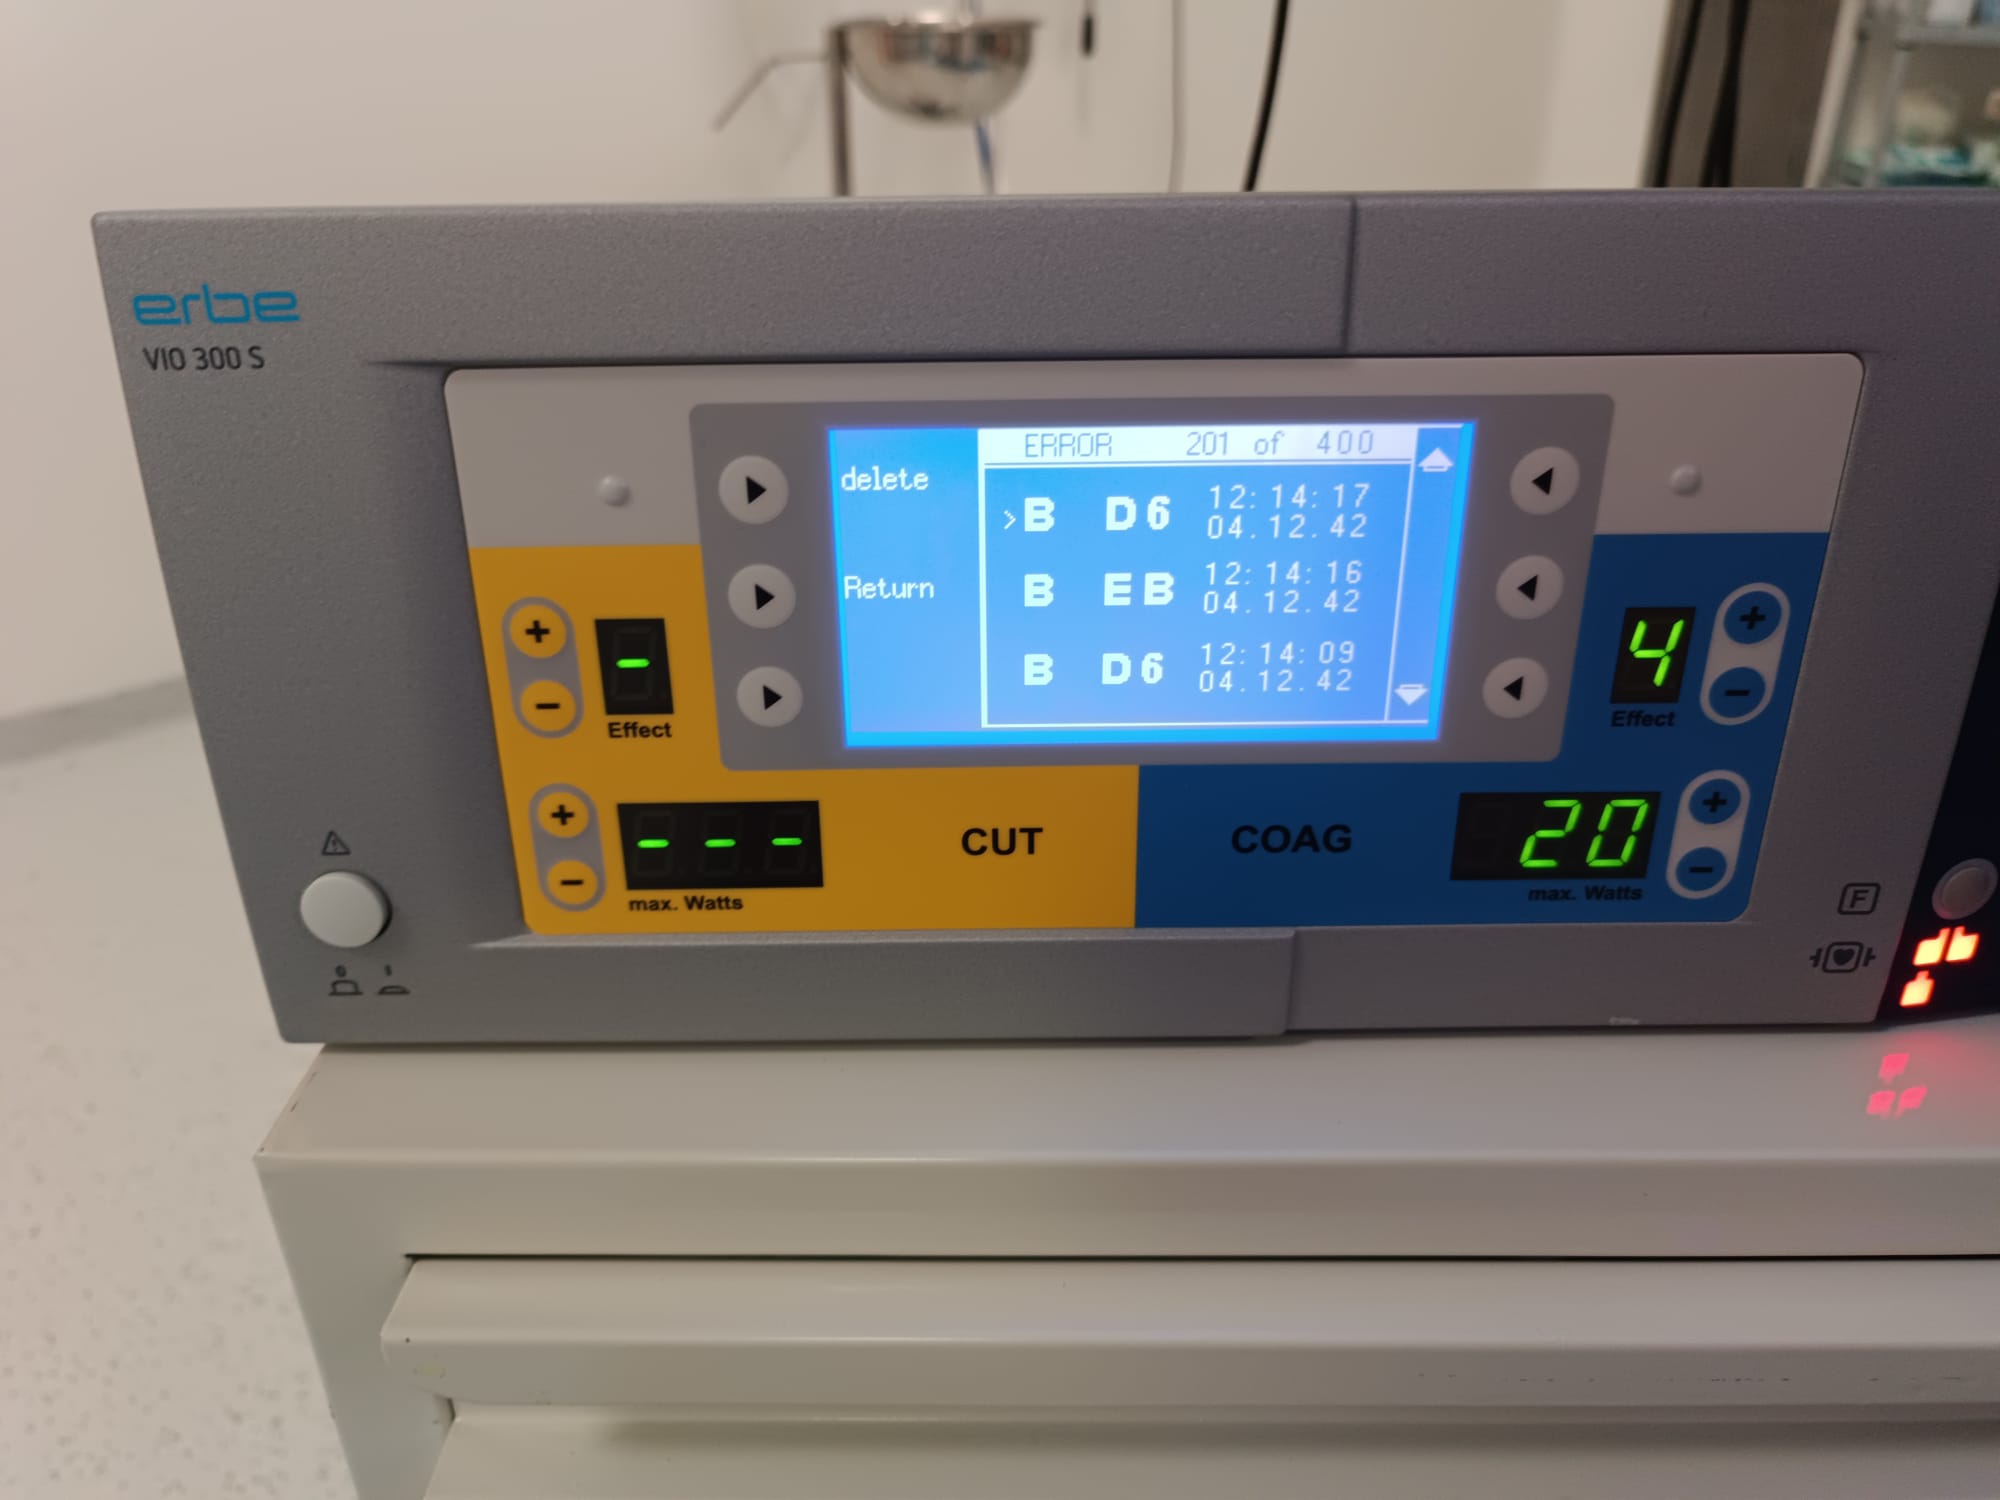 erbe
VIO 300 S
ERROR 201 of 400
delete
>B D6 12:14:17
04.12.42
Return
B EB 12:14:16
04.12.42
B D6 12:14:09
04.12.42
+
-
-
Effect
4
+
-
Effect
+
-
---
max. Watts
CUT
COAG
20
max. Watts
+
-
F